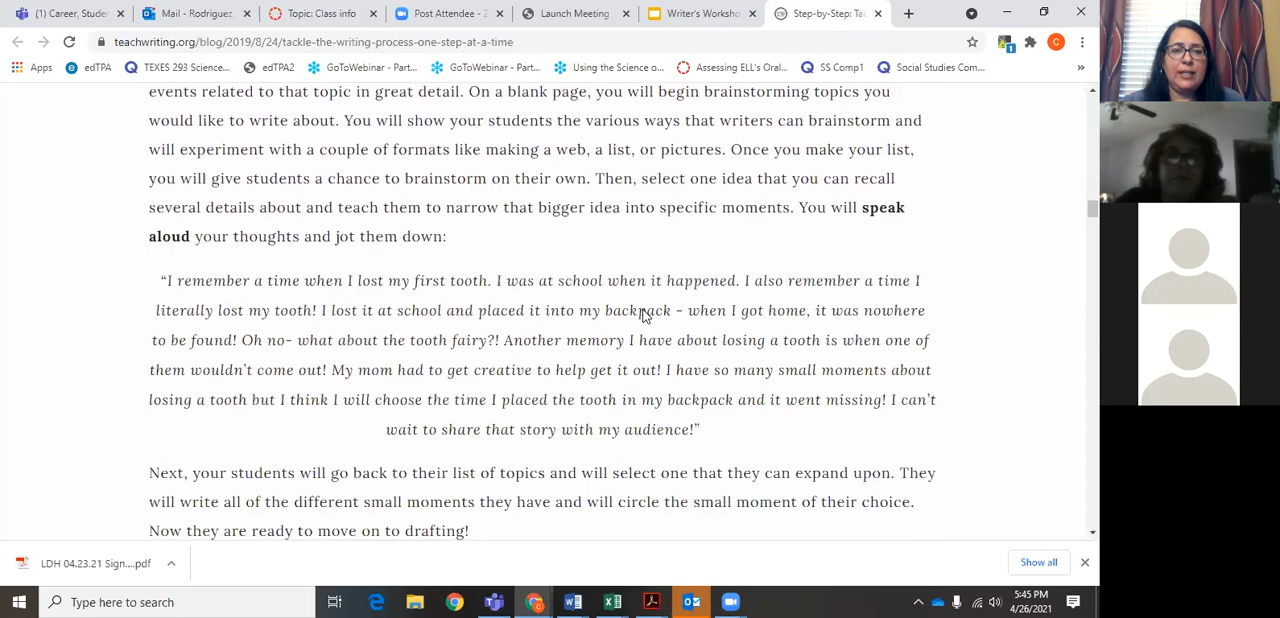 Career, Studen
Mail - Rodriguez,
Topic: Class info
Post Attendee - Z
Launch Meeting
Writer's Worksho
Step-by-Step: Tac
teachwriting.org/blog/2019/8/24/tackle-the-writing-process-one-step-at-a-time
Apps
edTPA
TEXES 293 Scienc...
edTPA2
GoToWebinar - Part...
Using the Science o...
Assessing Oral...
SS Comp1
Social Studies Com...
events related to that topic in great detail. On a blank page, you will begin brainstorming topics you
would like to write about. You will show your students the various ways that writers can brainstorm and
will experiment with a couple of formats like making a web, a list, or pictures. Once you make your list,
you will give students a chance to brainstorm on their own. Then, select one idea that you can recall
several details about and teach them to narrow that bigger idea into specific moments. You will speak
aloud your thoughts and jot them down:
“I remember a time when I lost my first tooth. I was at school when it happened. I also remember a time I
literally lost my tooth! I lost it at school and placed it into my backpack - when I got home, it was nowhere
to be found! Oh no- what about the tooth fairy?! Another memory I have about losing a tooth is when one of
them wouldn’t come out! My mom had to get creative to help get it out! I have so many small moments about
losing a tooth but I think I will choose the time I placed the tooth in my backpack and it went missing! I can’t
wait to share that story with my audience!”
Next, your students will go back to their list of topics and will select one that they can expand upon. They
will write all of the different small moments they have and will circle the small moment of their choice.
Now they are ready to move on to drafting!
LDH 04.23.21 Sign....pdf
Show all
Type here to search
5:45 PM
4/26/2021